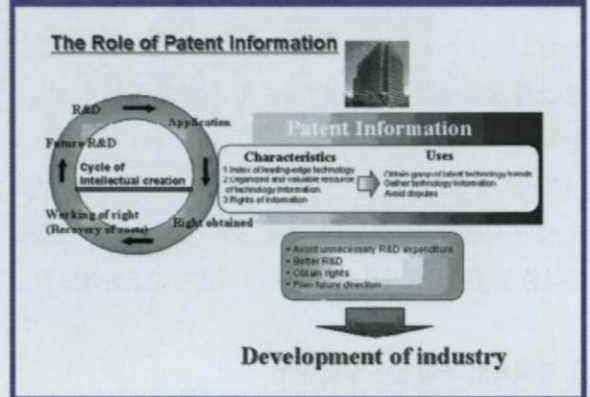 The Role of Patent Information
R&D
Application
Future R&D
Cycle of
Intellectual creation
Working of right
(Recovery of costs)
Right obtained
Patent Information
Characteristics
1.Index of leading-edge technology
2.Organized and valuable resource
of technology information
3.Rights of information
Uses
Obtain grasp of latest technology trends
Gather technology information
Avoid disputes
• Avoid unnecessary R&D expenditure
• Better R&D
• Obtain rights
• Plan future direction
Development of industry